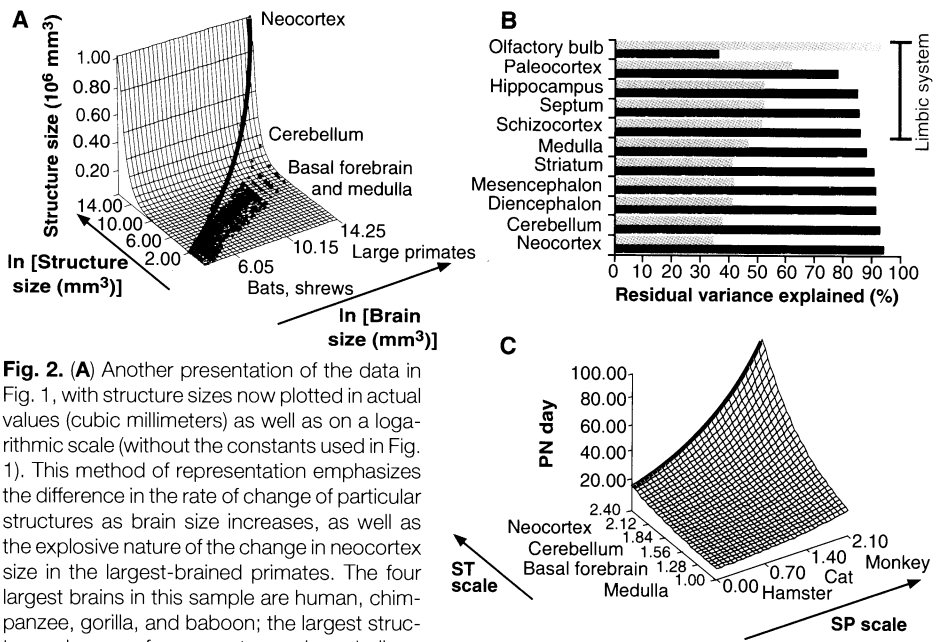 A
Neocortex
Structure size (10⁶ mm³)
1.00
0.80
0.60
0.40
0.20
Cerebellum
Basal forebrain
and medulla
14.00
10.00
6.00
2.00
14.25
10.15
6.05
Large primates
Bats, shrews
ln [Structure
size (mm³)]
ln [Brain
size (mm³)]
B
Olfactory bulb
Paleocortex
Hippocampus
Septum
Schizocortex
Medulla
Striatum
Mesencephalon
Diencephalon
Cerebellum
Neocortex
Limbic system
0 10 20 30 40 50 60 70 80 90 100
Residual variance explained (%)
Fig. 2. (A) Another presentation of the data in
Fig. 1, with structure sizes now plotted in actual
values (cubic millimeters) as well as on a loga-
rithmic scale (without the constants used in Fig.
1). This method of representation emphasizes
the difference in the rate of change of particular
structures as brain size increases, as well as
the explosive nature of the change in neocortex
size in the largest-brained primates. The four
largest brains in this sample are human, chim-
panzee, gorilla, and baboon; the largest struc-
C
PN day
100.00
80.00
60.00
40.00
20.00
2.40
Neocortex 2.12
1.84
Cerebellum 1.56
Basal forebrain 1.28
Medulla 1.00
ST
scale
0.00 0.70 1.40 2.10
Hamster Cat Monkey
SP scale